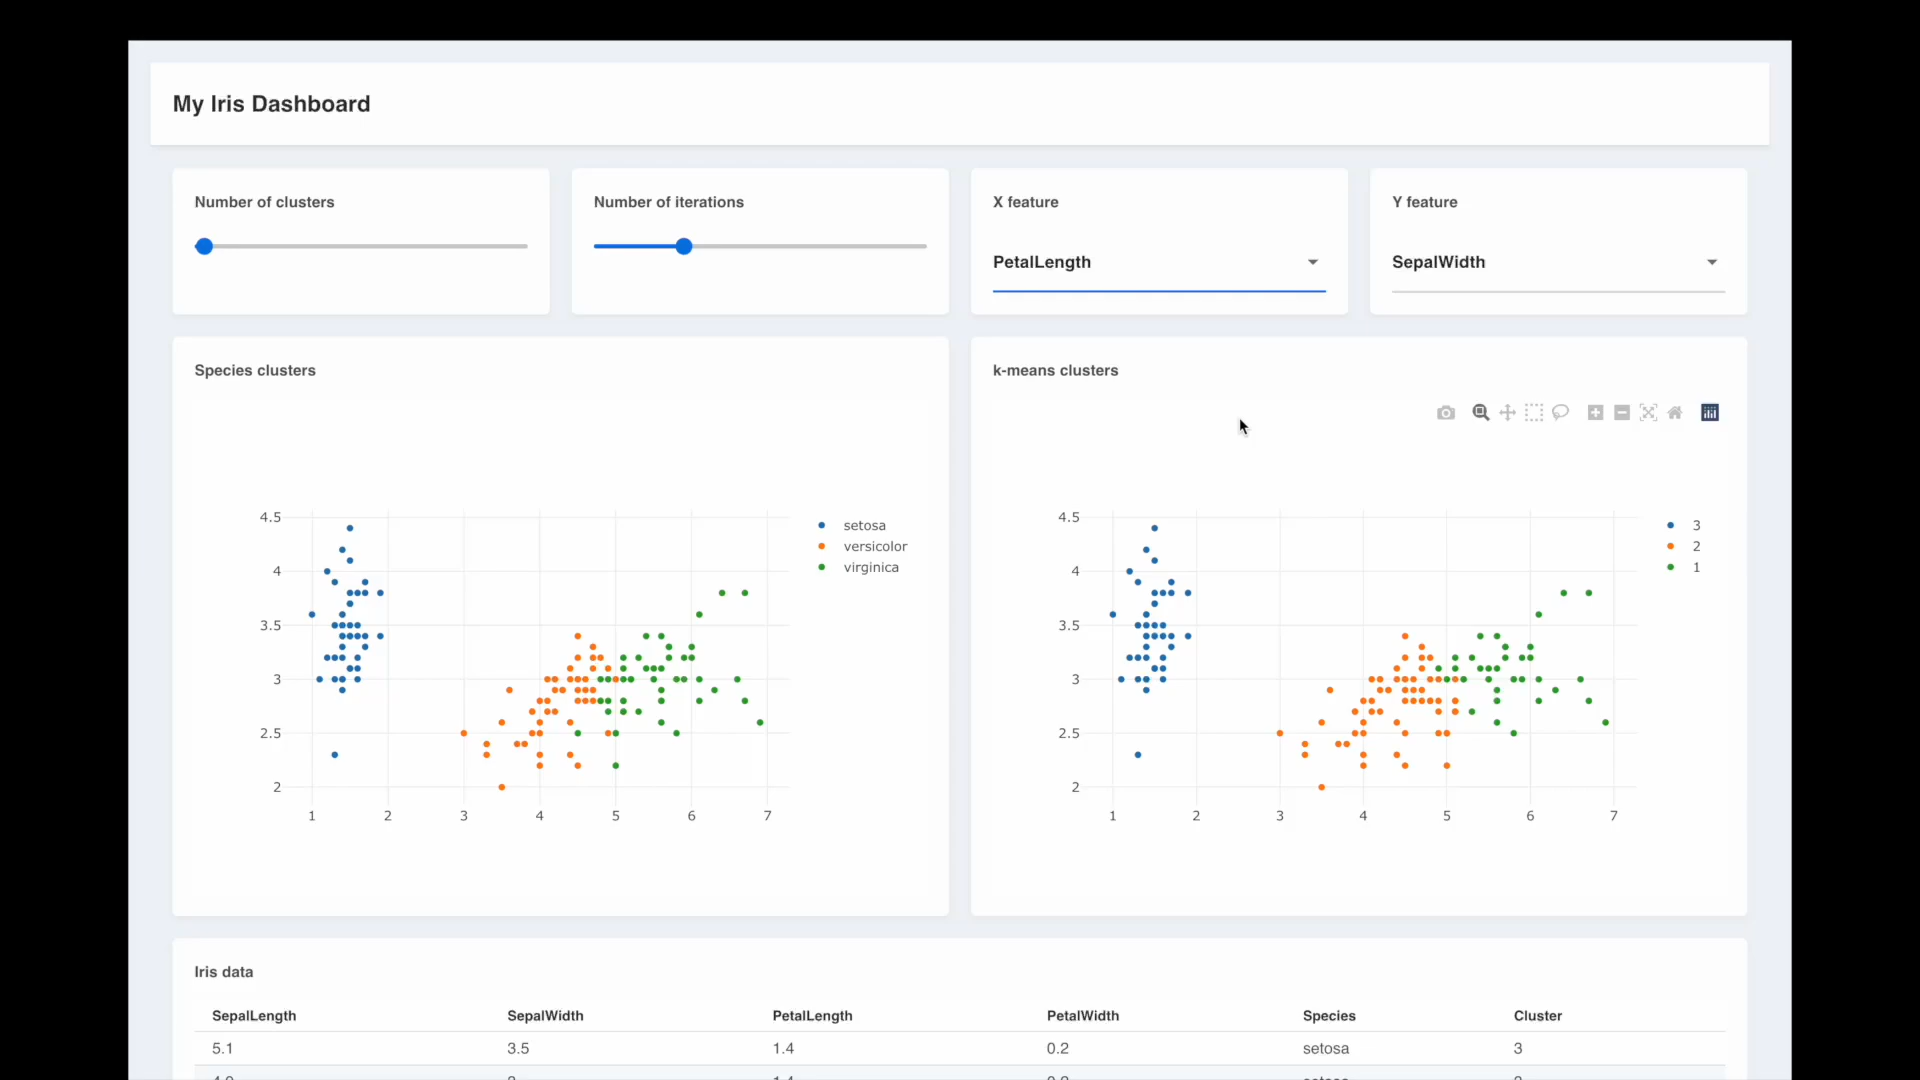 My Iris Dashboard
Number of clusters
Number of iterations
X feature
Y feature
PetalLength
SepalWidth
Species clusters
k-means clusters
4.5
4
3.5
3
2.5
2
1 2 3 4 5 6 7
setosa
versicolor
virginica
4.5
4
3.5
3
2.5
2
1 2 3 4 5 6 7
3
2
1
Iris data
SepalLength SepalWidth PetalLength PetalWidth Species Cluster
5.1 3.5 1.4 0.2 setosa 3